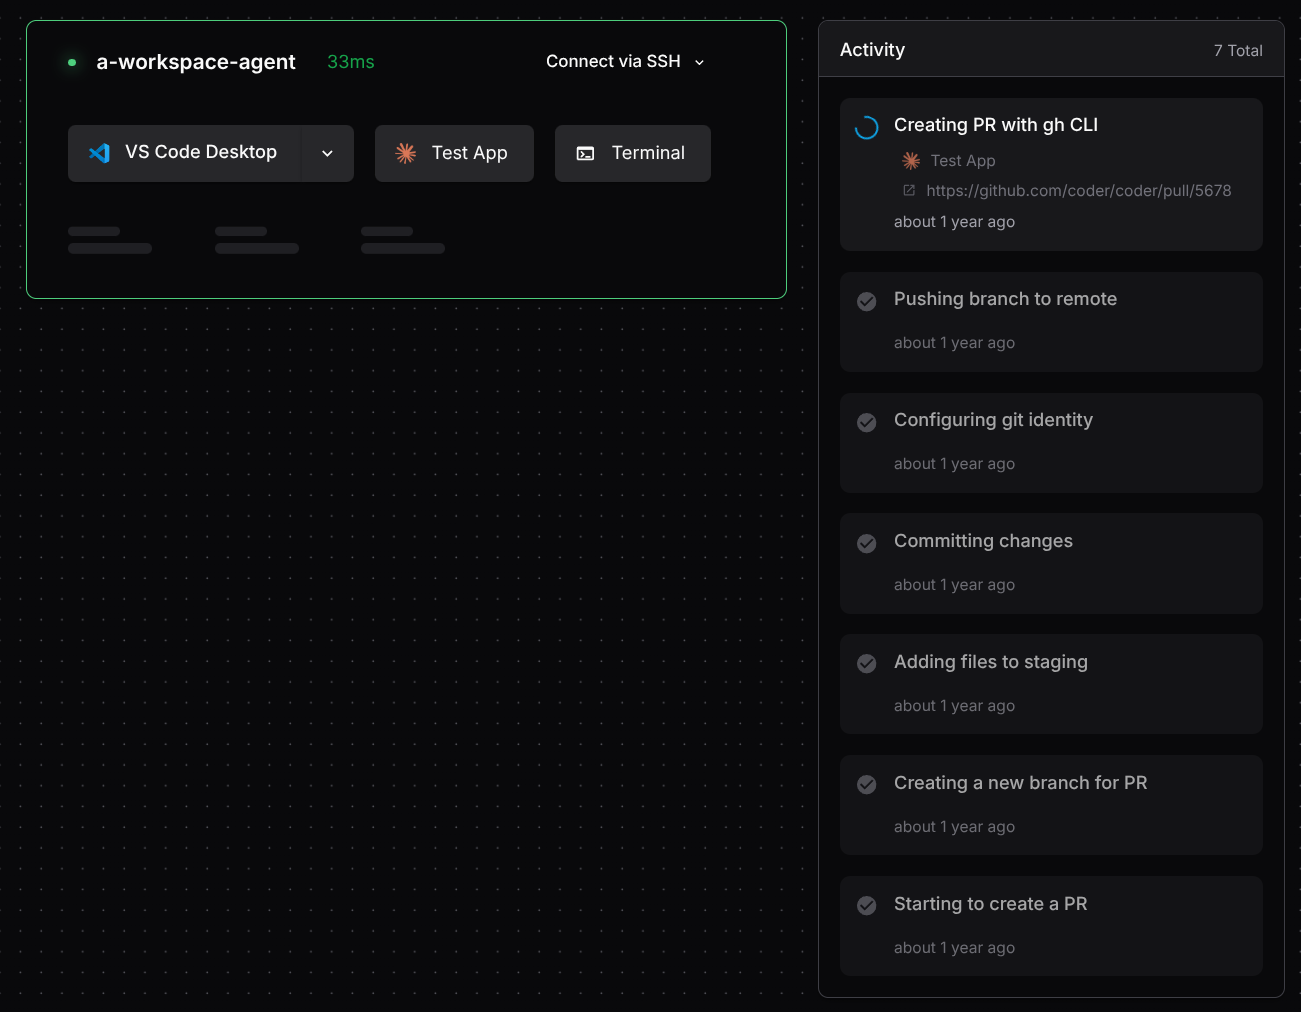 a-workspace-agent
33ms
Connect via SSH
VS Code Desktop
Test App
Terminal
Activity
7 Total
Creating PR with gh CLI
Test App
https://github.com/coder/coder/pull/5678
about 1 year ago
Pushing branch to remote
about 1 year ago
Configuring git identity
about 1 year ago
Committing changes
about 1 year ago
Adding files to staging
about 1 year ago
Creating a new branch for PR
about 1 year ago
Starting to create a PR
about 1 year ago